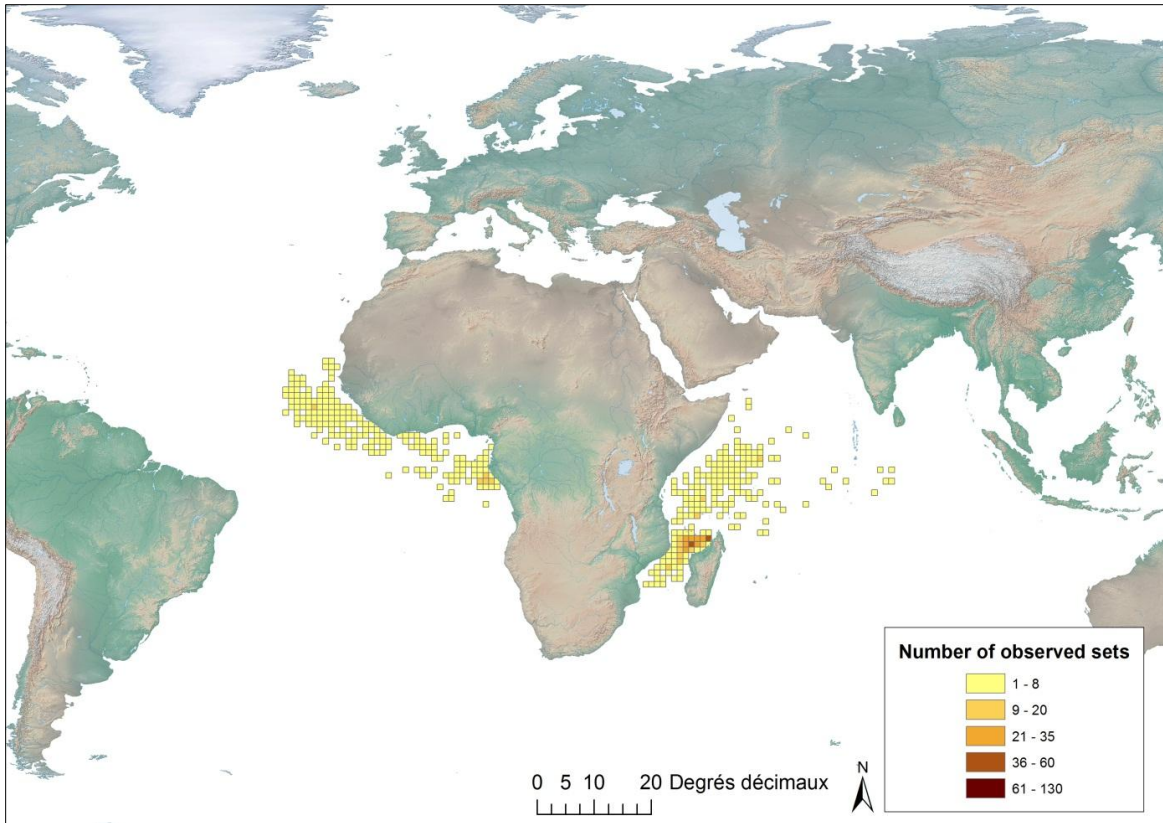 Number of observed sets
1 - 8
9 - 20
21 - 35
36 - 60
61 - 130
0 5 10 20 Degrés décimaux
N